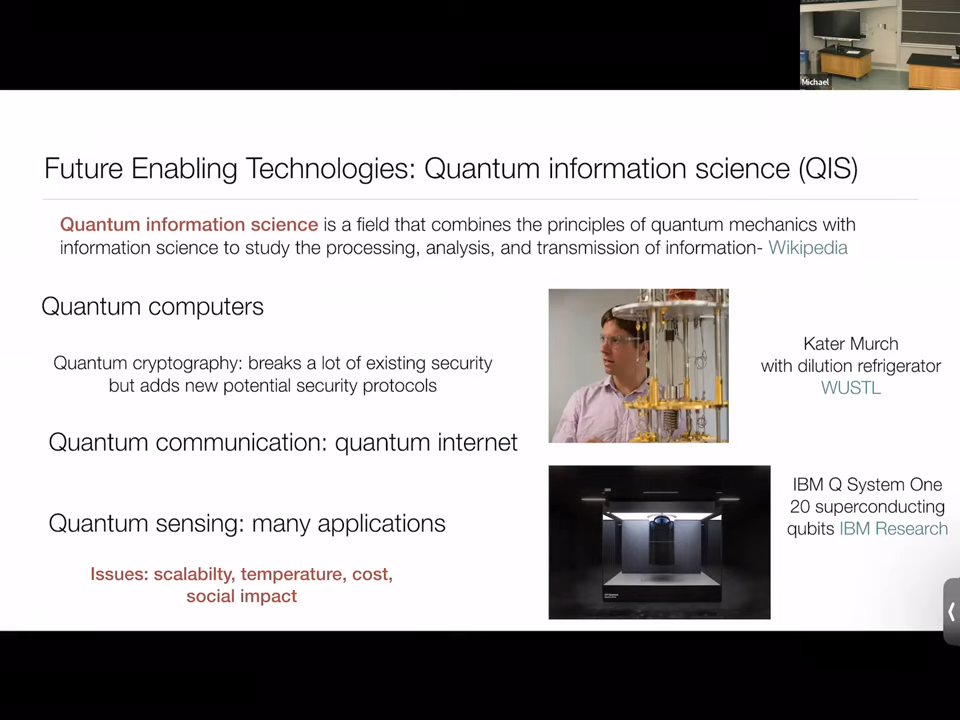 Michael
Future Enabling Technologies: Quantum information science (QIS)
Quantum information science is a field that combines the principles of quantum mechanics with
information science to study the processing, analysis, and transmission of information- Wikipedia
Quantum computers
Quantum cryptography: breaks a lot of existing security
but adds new potential security protocols
Kater Murch
with dilution refrigerator
WUSTL
Quantum communication: quantum internet
IBM Q System One
20 superconducting
qubits IBM Research
Quantum sensing: many applications
Issues: scalabilty, temperature, cost,
social impact